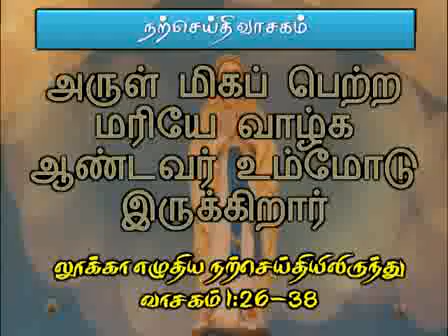 நற்செய்தி வாசகம்
அருள் மிகப் பெற்ற
மரியே வாழ்க
ஆண்டவர் உம்மோடு
இருக்கிறார்
லூக்கா எழுதிய நற்செய்தியிலிருந்து
வாசகம் 1:26-38